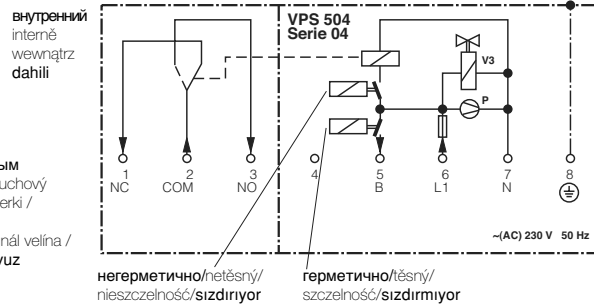 внутренний
interně
wewnątrz
dahili
VPS 504
Serie 04
V3
P
1 2 3 4 5 6 7 8
NC COM NO B L1 N
~(AC) 230 V 50 Hz
негерметично/netěsný/
nieszczelność/sızdırıyor
герметично/těsný/
szczelność/sızdırmıyor